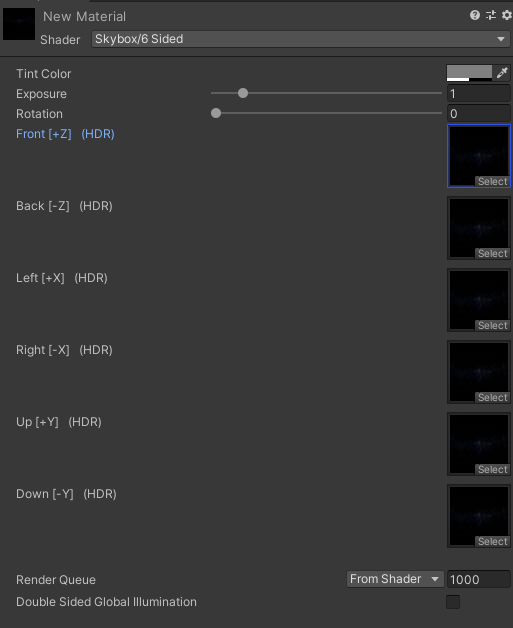 New Material
Shader Skybox/6 Sided
Tint Color
Exposure 1
Rotation 0
Front [+Z] (HDR)
Select
Back [-Z] (HDR)
Select
Left [+X] (HDR)
Select
Right [-X] (HDR)
Select
Up [+Y] (HDR)
Select
Down [-Y] (HDR)
Select
Render Queue From Shader 1000
Double Sided Global Illumination